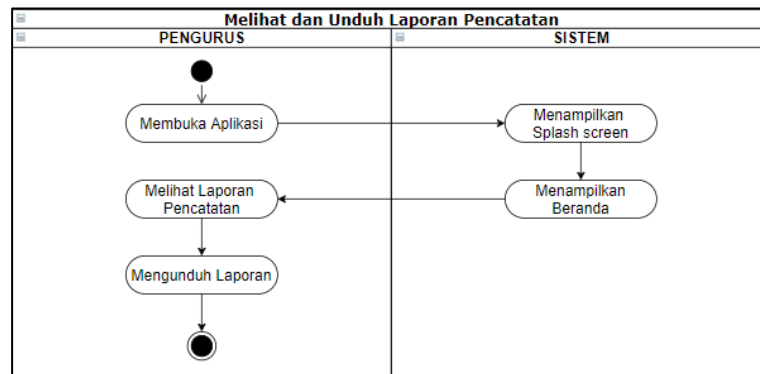 Melihat dan Unduh Laporan Pencatatan
PENGURUS
SISTEM
Membuka Aplikasi
Menampilkan
Splash screen
Melihat Laporan
Pencatatan
Menampilkan
Beranda
Mengunduh Laporan